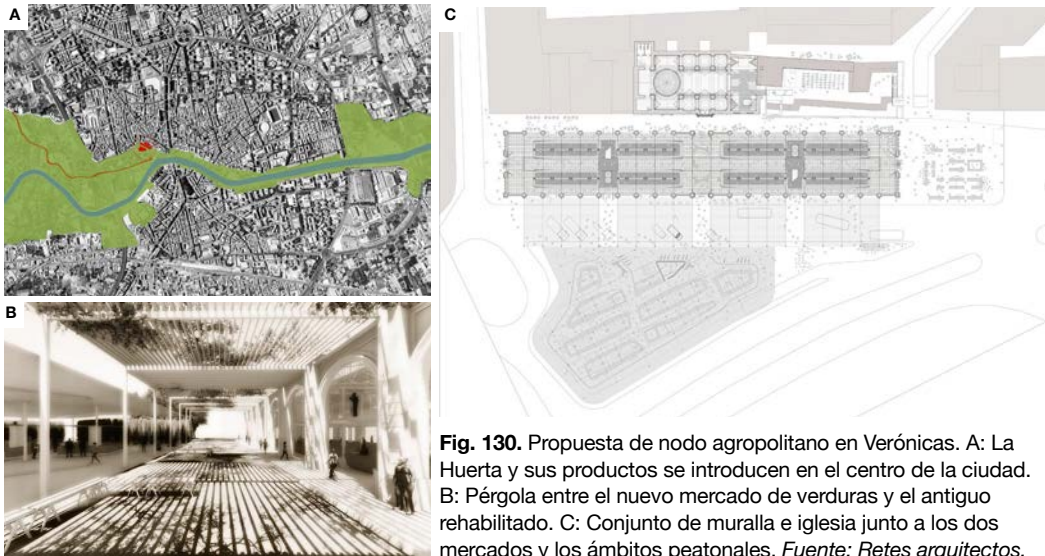 A
C
B
Fig. 130. Propuesta de nodo agropolitano en Verónicas. A: La
Huerta y sus productos se introducen en el centro de la ciudad.
B: Pérgola entre el nuevo mercado de verduras y el antiguo
rehabilitado. C: Conjunto de muralla e iglesia junto a los dos
mercados y los ámbitos peatonales. Fuente: Retes arquitectos.